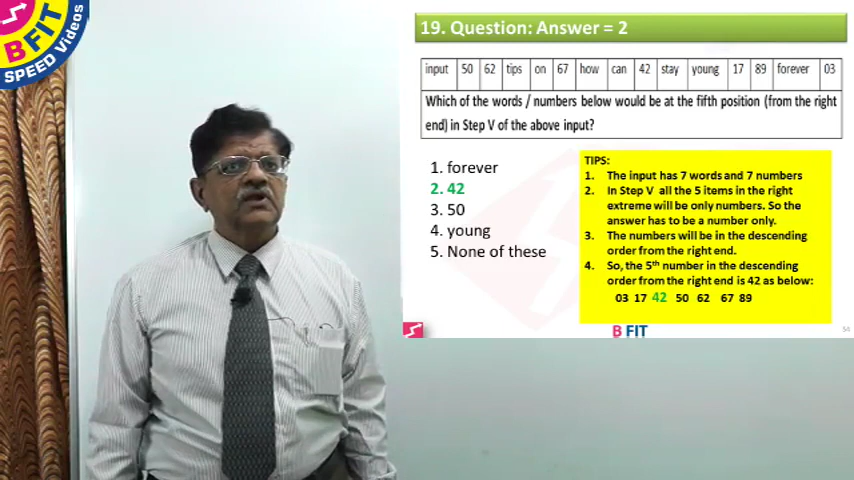 BFIT
SPEED Videos
19. Question: Answer = 2
input 50 62 tips on 67 how can 42 stay young 17 89 forever 03
Which of the words / numbers below would be at the fifth position (from the right
end) in Step V of the above input?
1. forever
2. 42
3. 50
4. young
5. None of these
TIPS:
1. The input has 7 words and 7 numbers
2. In Step V all the 5 items in the right
extreme will be only numbers. So the
answer has to be a number only.
3. The numbers will be in the descending
order from the right end.
4. So, the 5th number in the descending
order from the right end is 42 as below:
03 17 42 50 62 67 89
B FIT
54